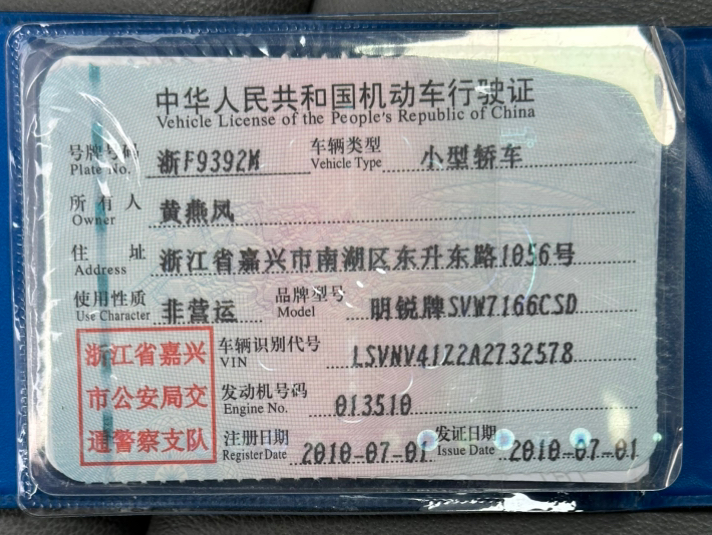 中华人民共和国机动车行驶证
Vehicle License of the People's Republic of China
号牌号码 浙F9392M 车辆类型 小型轿车
Plate No. Vehicle Type
所有人 黄燕凤
Owner
住址 浙江省嘉兴市南湖区东升东路1056号
Address
使用性质 非营运 品牌型号 明锐牌SVW7166CSD
Use Character Model
浙江省嘉兴
市公安局交
通警察支队
车辆识别代号 LSVNV41Z2A2732578
VIN
发动机号码 013510
Engine No.
注册日期 2010-07-01 发证日期 2010-07-01
Register Date Issue Date